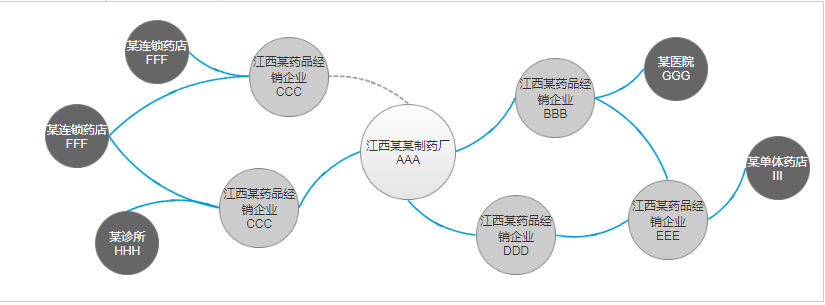 某连锁药店
FFF
江西某药品经
销企业
CCC
某连锁药店
FFF
江西某药品经
销企业
CCC
某诊所
HHH
江西某某制药厂
AAA
江西某药品经
销企业
BBB
某医院
GGG
江西某药品经
销企业
DDD
江西某药品经
销企业
EEE
某单体药店
III